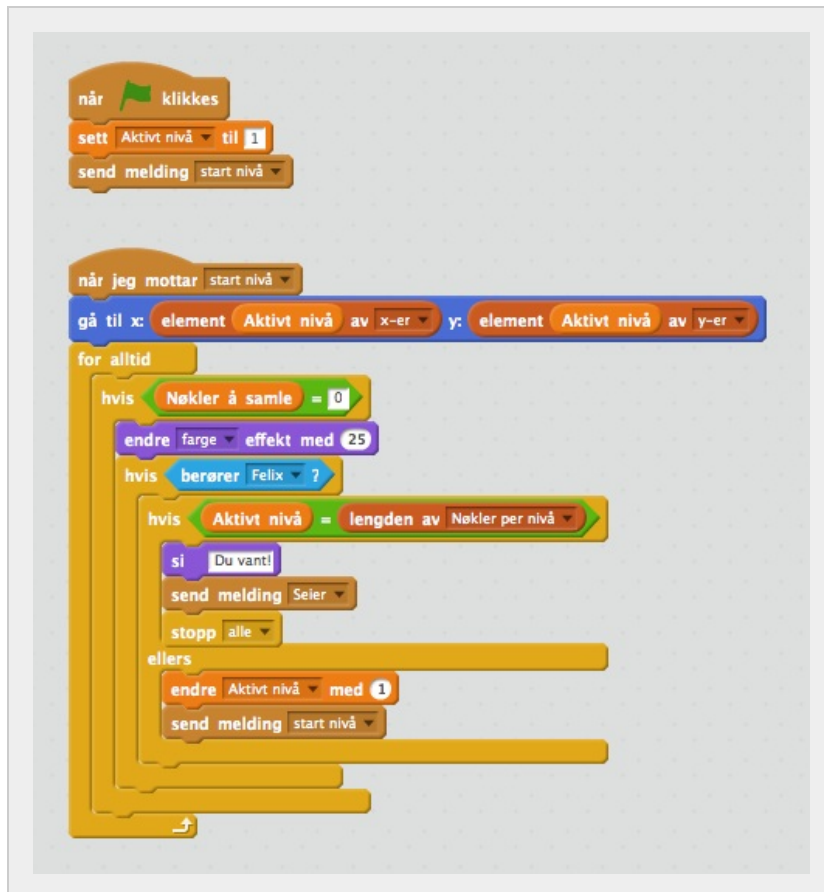 når klikkes
sett Aktivt nivå til 1
send melding start nivå
når jeg mottar start nivå
gå til x: element Aktivt nivå av x-er y: element Aktivt nivå av y-er
for alltid
hvis Nøkler å samle = 0
endre farge effekt med 25
hvis berører Felix ?
hvis Aktivt nivå = lengden av Nøkler per nivå
si Du vant!
send melding Seier
stopp alle
ellers
endre Aktivt nivå med 1
send melding start nivå